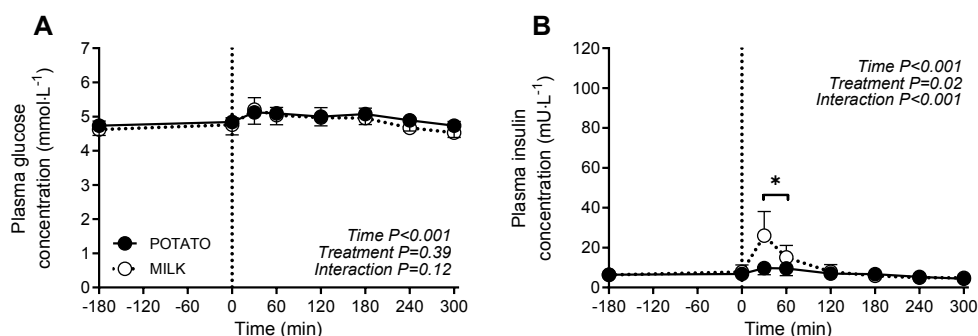 A
Plasma glucose
concentration (mmol·L⁻¹)
7
6
5
4
3
2
1
0
POTATO
MILK
Time P<0.001
Treatment P=0.39
Interaction P=0.12
-180 -120 -60 0 60 120 180 240 300
Time (min)
B
Plasma insulin
concentration (mU·L⁻¹)
120
100
80
60
40
20
0
Time P<0.001
Treatment P=0.02
Interaction P<0.001
*
-180 -120 -60 0 60 120 180 240 300
Time (min)